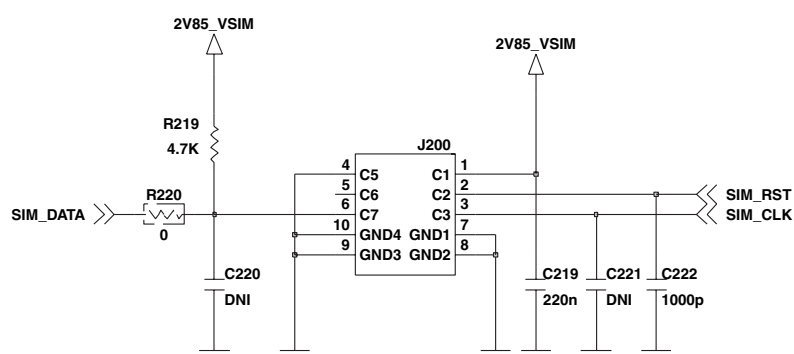 2V85_VSIM
2V85_VSIM
R219
4.7K
J200
4 C5 C1 1
5 C6 C2 2
6 C7 C3 3
10 GND4 GND1 7
9 GND3 GND2 8
R220
SIM_DATA
0
SIM_RST
SIM_CLK
C220
DNI
C219
220n
C221
DNI
C222
1000p